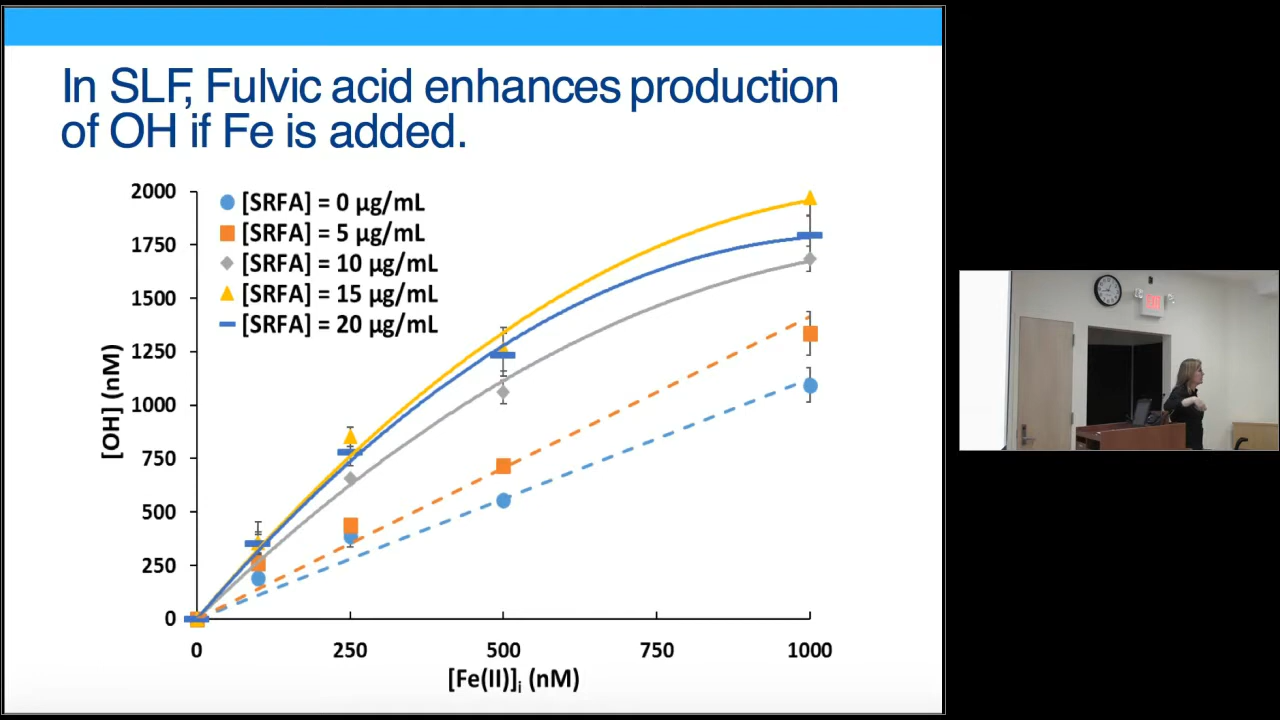 In SLF, Fulvic acid enhances production
of OH if Fe is added.
[SRFA] = 0 µg/mL
[SRFA] = 5 µg/mL
[SRFA] = 10 µg/mL
[SRFA] = 15 µg/mL
[SRFA] = 20 µg/mL
2000
1750
1500
1250
1000
750
500
250
0
[OH] (nM)
0 250 500 750 1000
[Fe(II)]i (nM)